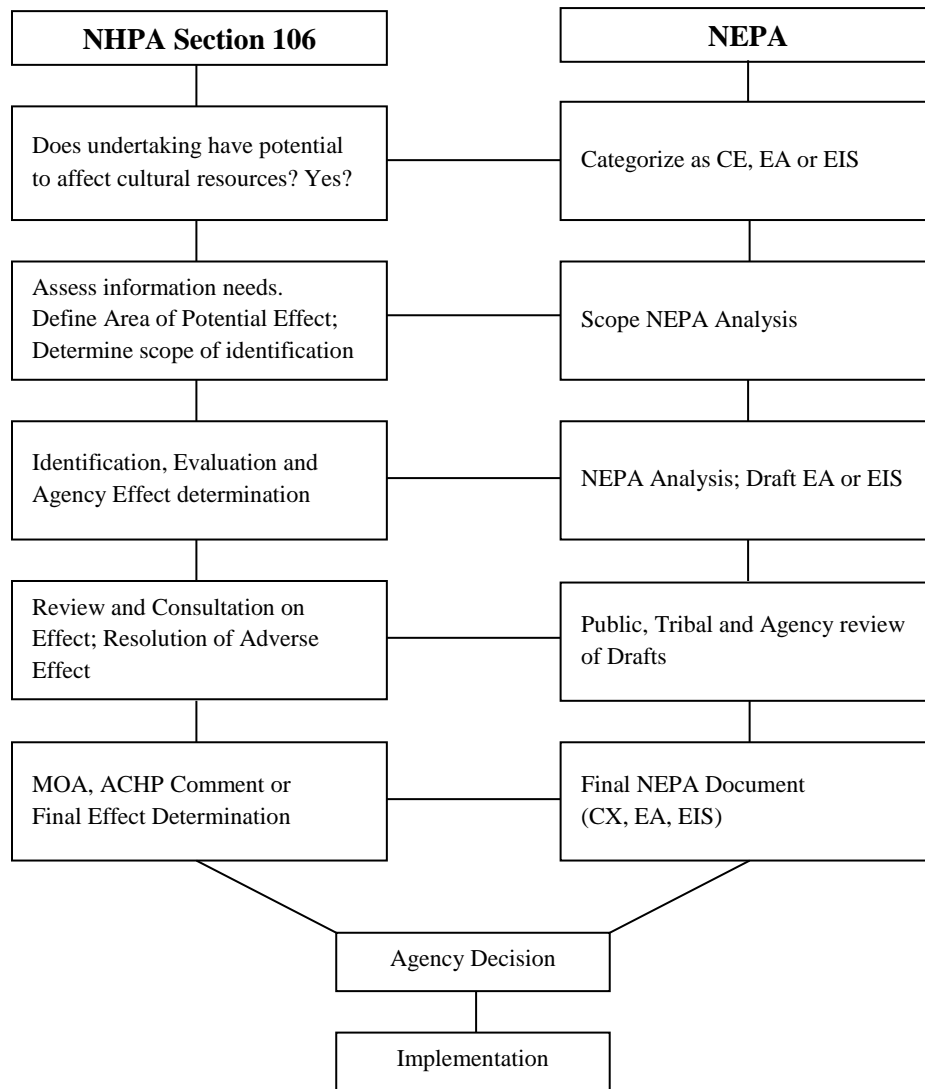 NHPA Section 106
NEPA
Does undertaking have potential
to affect cultural resources? Yes?
Categorize as CE, EA or EIS
Assess information needs.
Define Area of Potential Effect;
Determine scope of identification
Scope NEPA Analysis
Identification, Evaluation and
Agency Effect determination
NEPA Analysis; Draft EA or EIS
Review and Consultation on
Effect; Resolution of Adverse
Effect
Public, Tribal and Agency review
of Drafts
MOA, ACHP Comment or
Final Effect Determination
Final NEPA Document
(CX, EA, EIS)
Agency Decision
Implementation